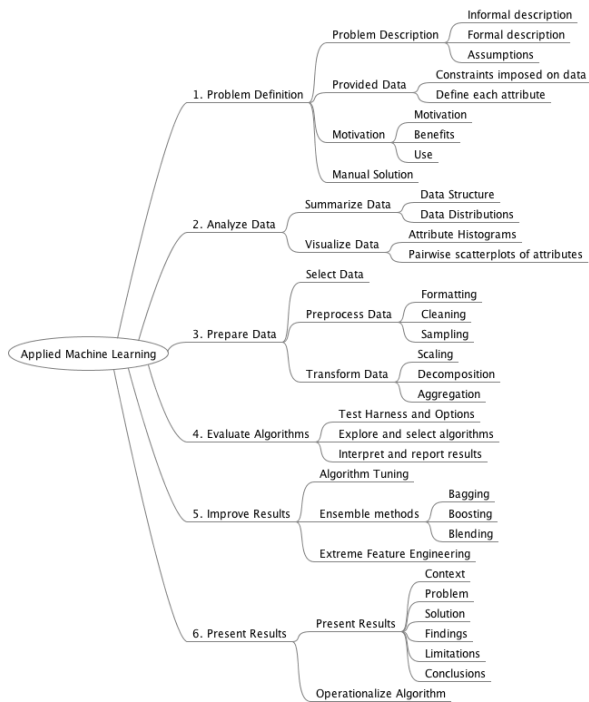 Applied Machine Learning
1. Problem Definition
Problem Description
Informal description
Formal description
Assumptions
Provided Data
Constraints imposed on data
Define each attribute
Motivation
Motivation
Benefits
Use
Manual Solution
2. Analyze Data
Summarize Data
Data Structure
Data Distributions
Visualize Data
Attribute Histograms
Pairwise scatterplots of attributes
3. Prepare Data
Select Data
Preprocess Data
Formatting
Cleaning
Sampling
Transform Data
Scaling
Decomposition
Aggregation
4. Evaluate Algorithms
Test Harness and Options
Explore and select algorithms
Interpret and report results
5. Improve Results
Algorithm Tuning
Ensemble methods
Bagging
Boosting
Blending
Extreme Feature Engineering
6. Present Results
Present Results
Context
Problem
Solution
Findings
Limitations
Conclusions
Operationalize Algorithm